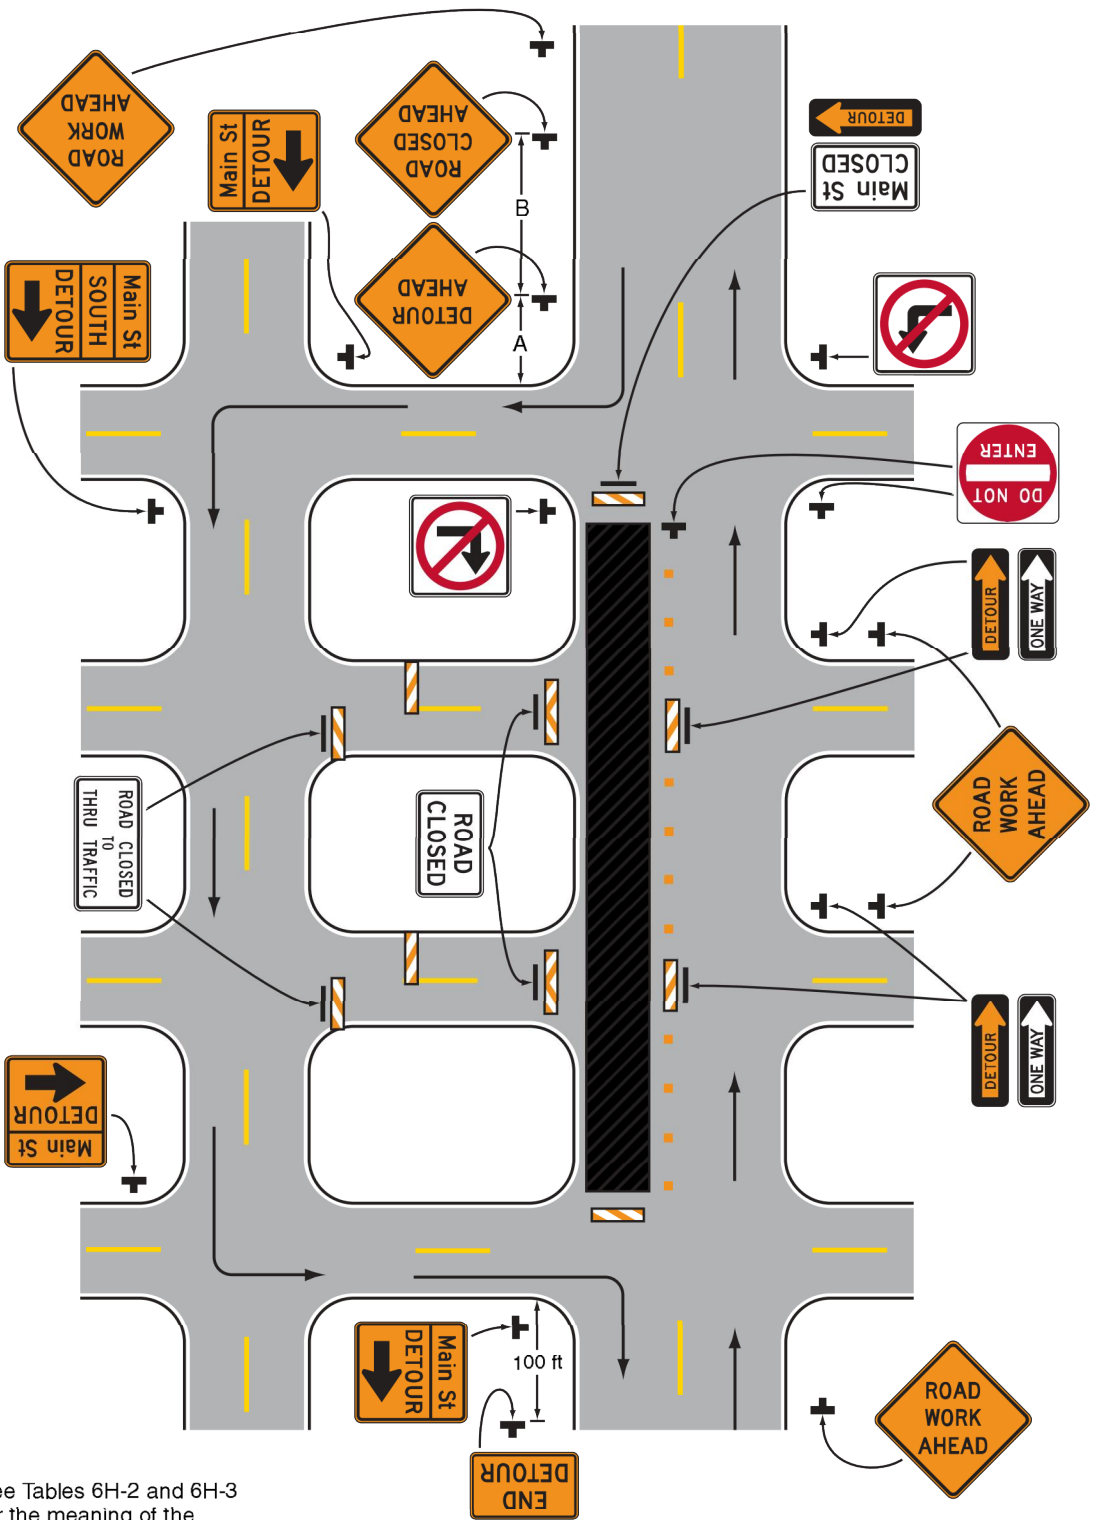 ROAD
WORK
AHEAD
Main St
DETOUR
ROAD
CLOSED
AHEAD
DETOUR
Main St
CLOSED
B
Main St
SOUTH
DETOUR
DETOUR
AHEAD
A
DO NOT
ENTER
DETOUR
ONE WAY
ROAD
WORK
AHEAD
ROAD CLOSED
TO
THRU TRAFFIC
ROAD
CLOSED
DETOUR
ONE WAY
Main St
DETOUR
Main St
DETOUR
100 ft
ROAD
WORK
AHEAD
END
DETOUR
ee Tables 6H-2 and 6H-3
r the meaning of the